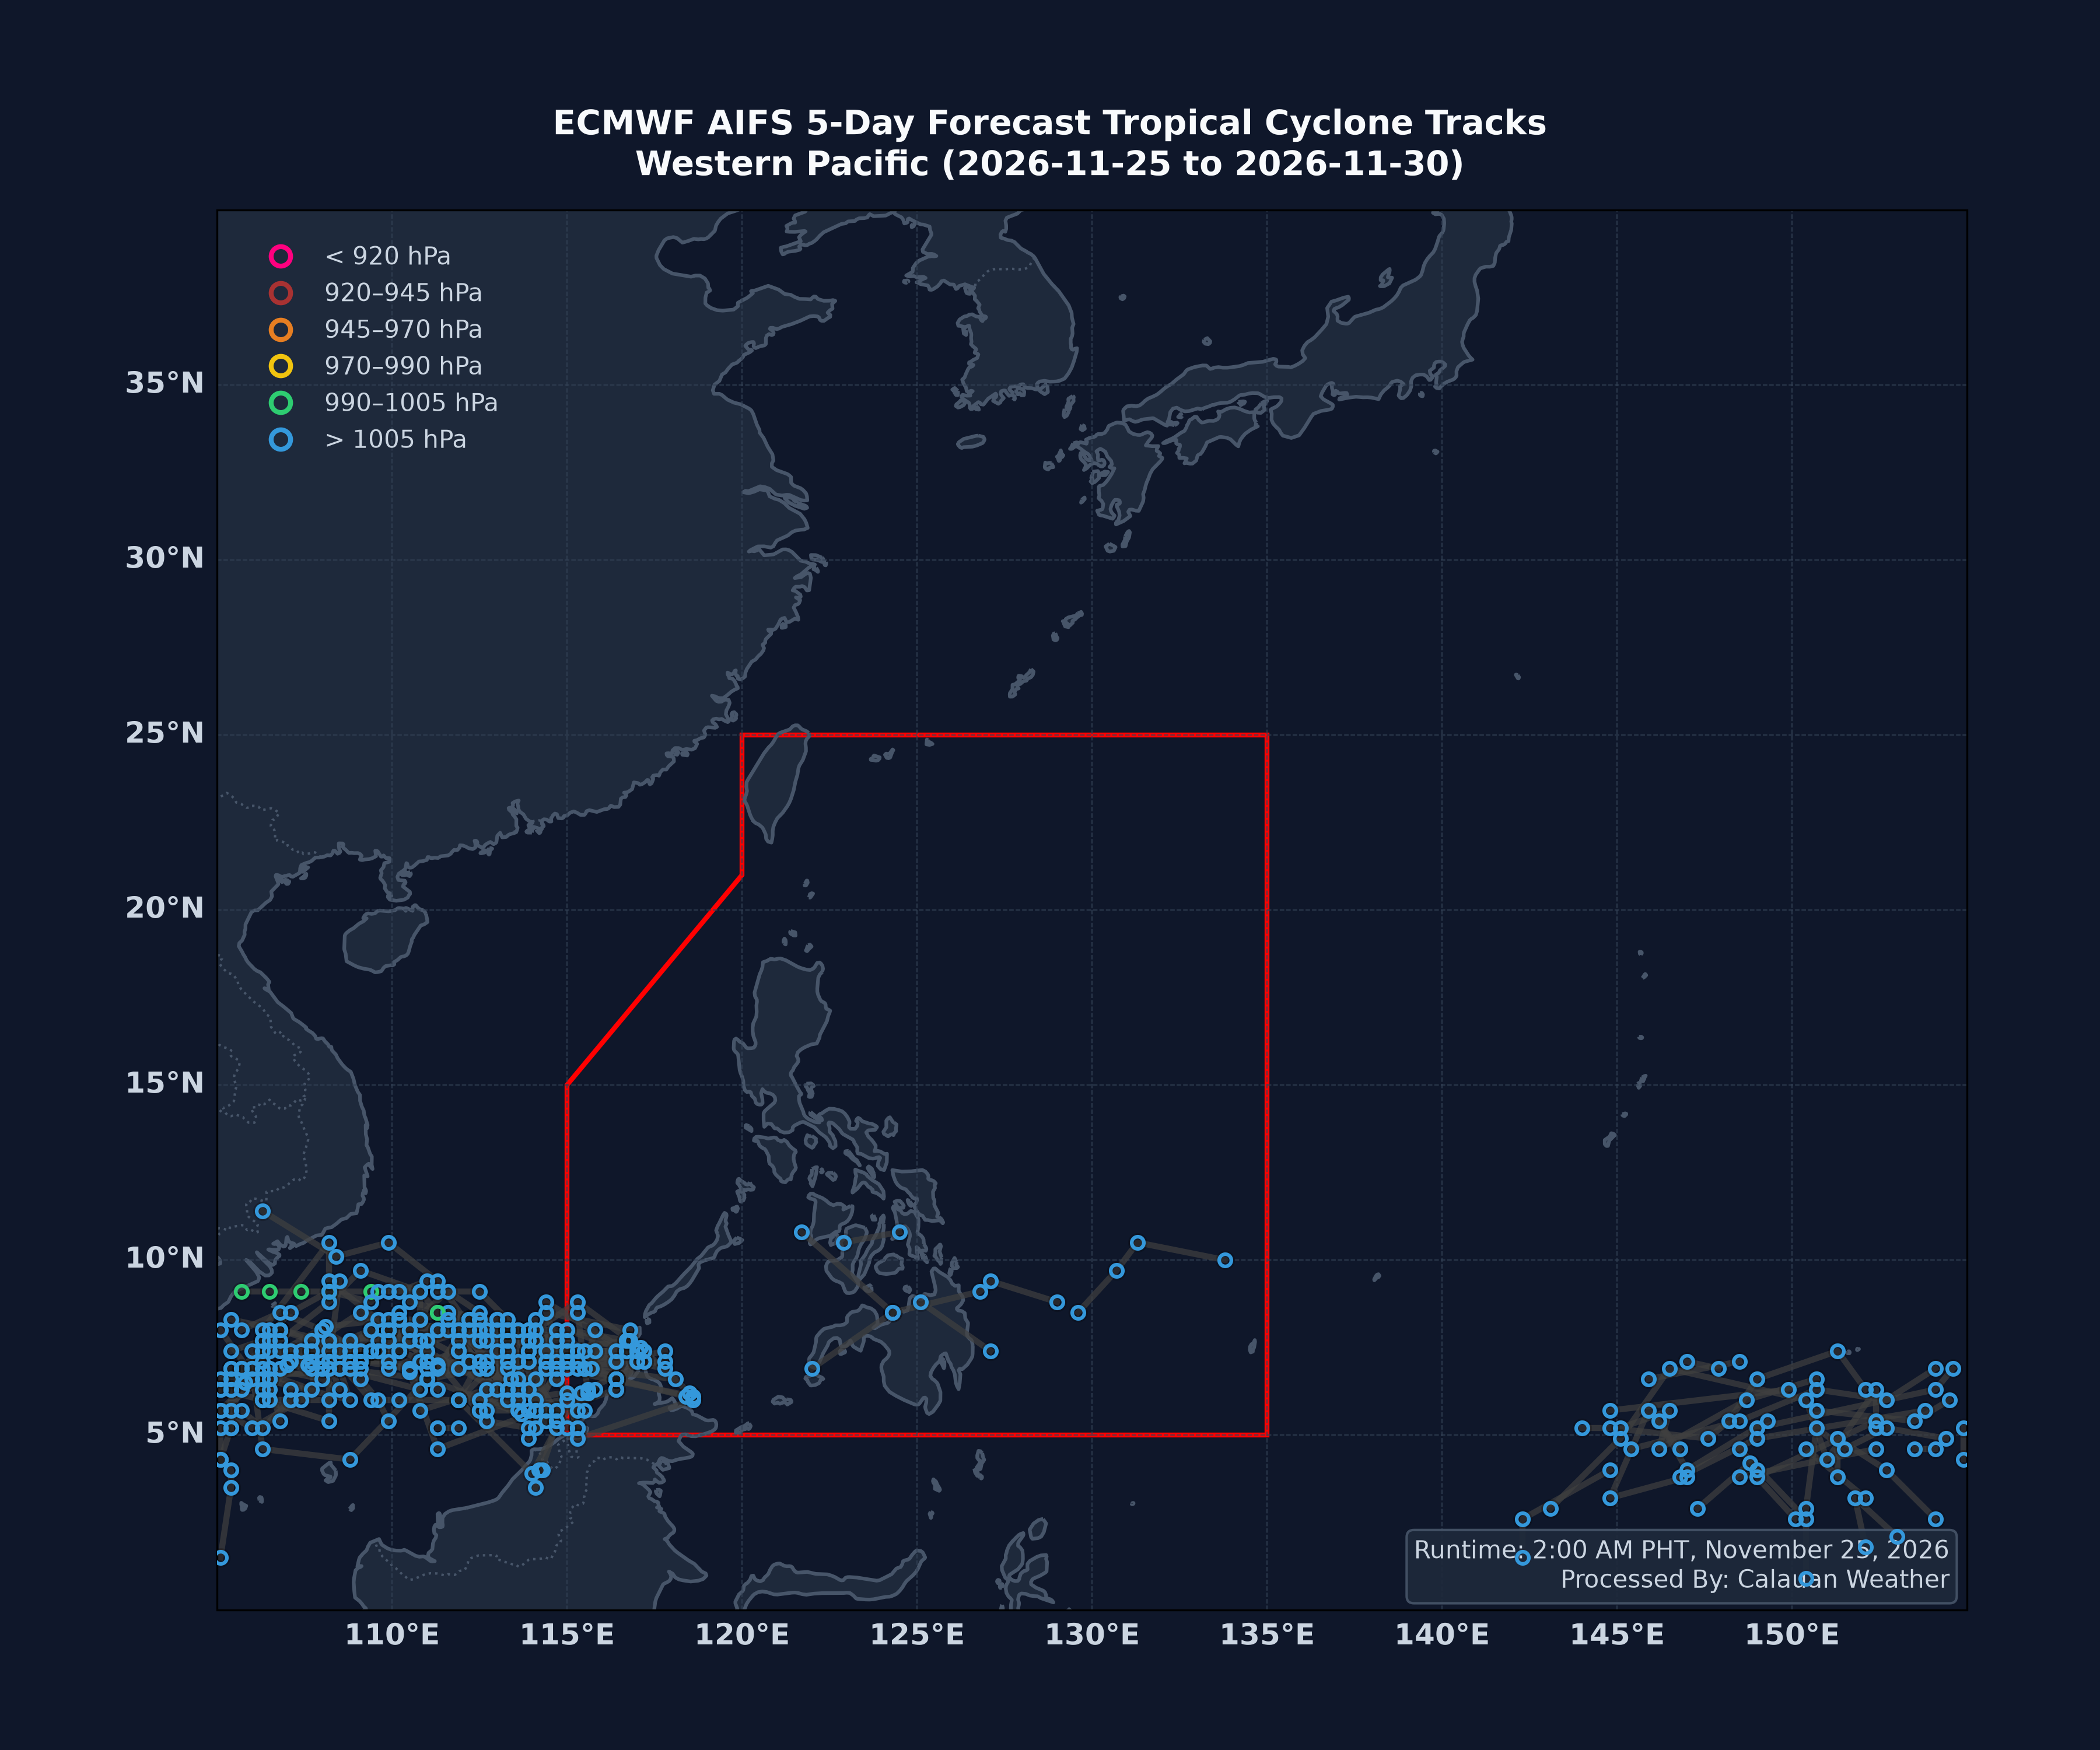 ECMWF AIFS 5-Day Forecast Tropical Cyclone Tracks
Western Pacific (2026-11-25 to 2026-11-30)
< 920 hPa
920–945 hPa
945–970 hPa
970–990 hPa
990–1005 hPa
> 1005 hPa
35°N
30°N
25°N
20°N
15°N
10°N
5°N
Runtime: 2:00 AM PHT, November 25, 2026
Processed By: Calauan Weather
110°E 115°E 120°E 125°E 130°E 135°E 140°E 145°E 150°E